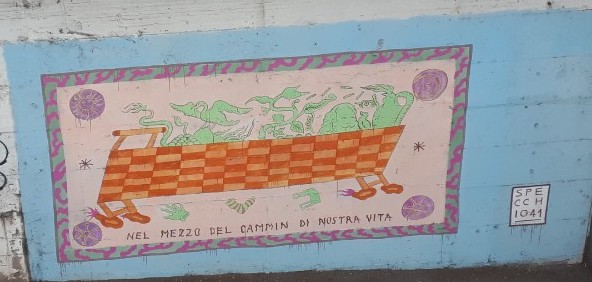 NEL MEZZO DEL CAMMIN DI NOSTRA VITA
SPE
CCH
1041